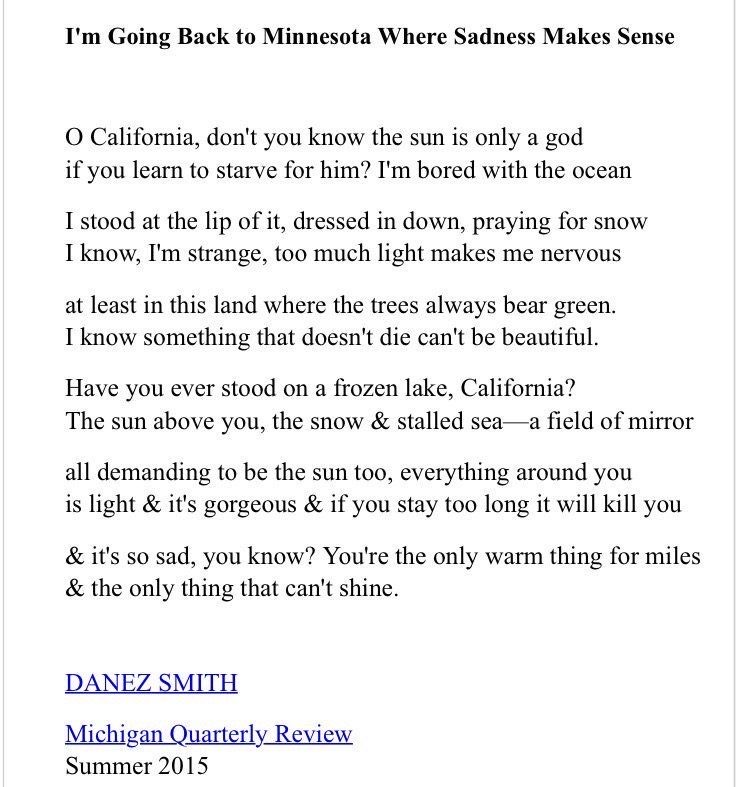 I'm Going Back to Minnesota Where Sadness Makes Sense
O California, don't you know the sun is only a god
if you learn to starve for him? I'm bored with the ocean
I stood at the lip of it, dressed in down, praying for snow
I know, I'm strange, too much light makes me nervous
at least in this land where the trees always bear green.
I know something that doesn't die can't be beautiful.
Have you ever stood on a frozen lake, California?
The sun above you, the snow & stalled sea—a field of mirror
all demanding to be the sun too, everything around you
is light & it's gorgeous & if you stay too long it will kill you
& it's so sad, you know? You're the only warm thing for miles
& the only thing that can't shine.
DANEZ SMITH
Michigan Quarterly Review
Summer 2015